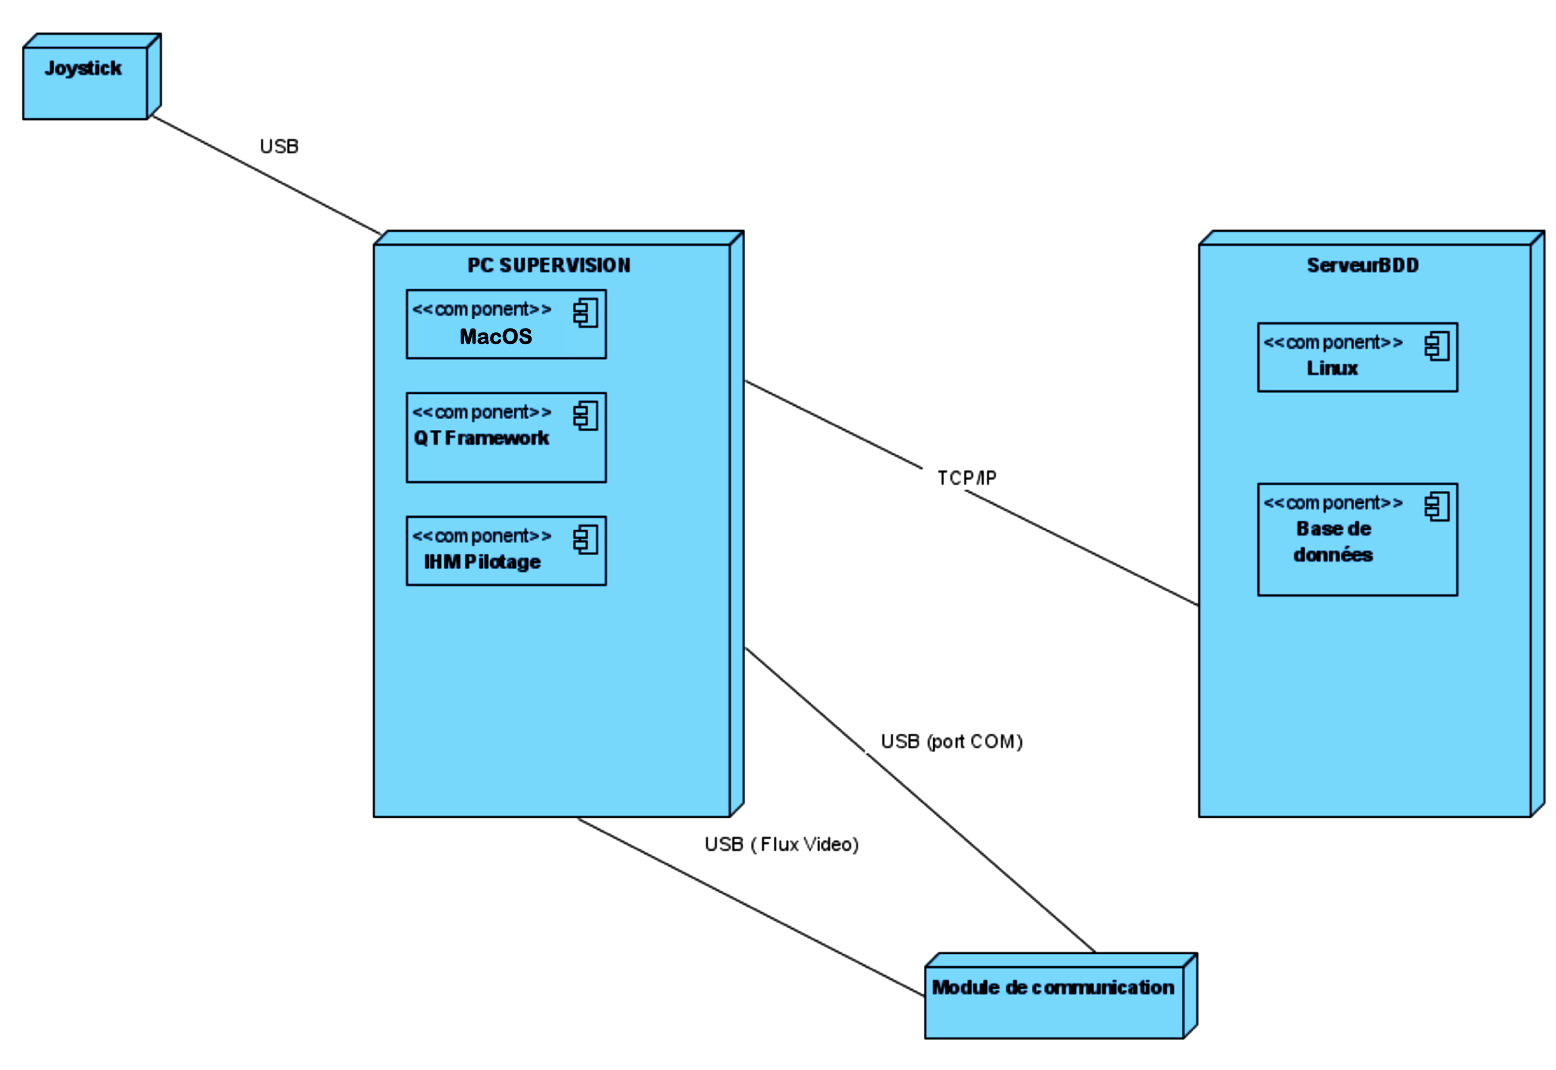 Joystick
USB
PC SUPERVISION
<<component>>
MacOS
<<component>>
QT Framework
<<component>>
IHM Pilotage
ServeurBDD
<<component>>
Linux
<<component>>
Base de
données
TCP/IP
USB (port COM)
USB ( Flux Video)
Module de communication